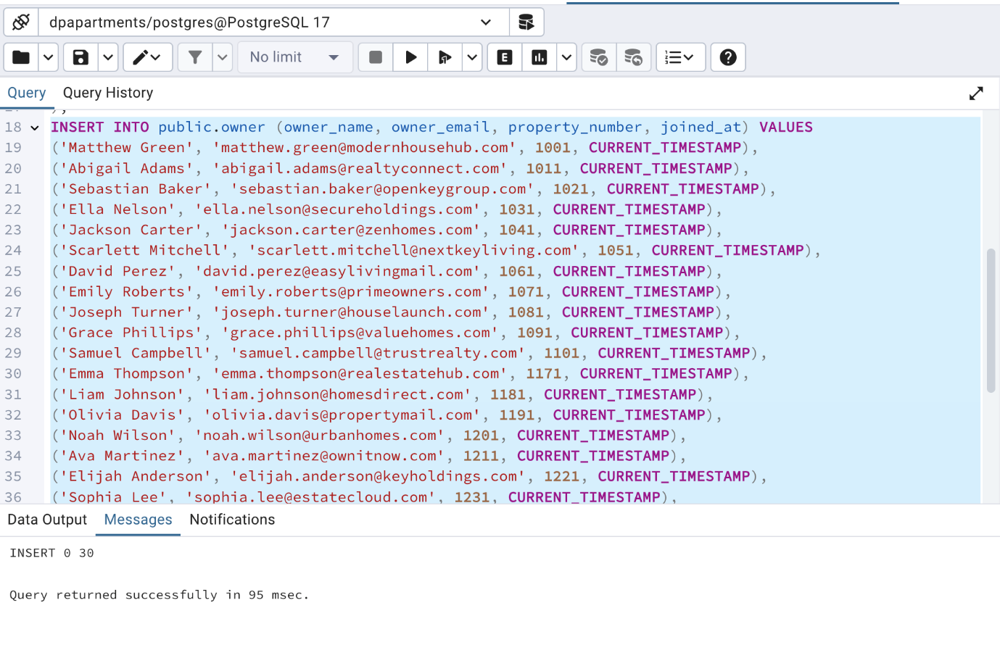 dpapartments/postgres@PostgreSQL 17
No limit
E
Query Query History
18 INSERT INTO public.owner (owner_name, owner_email, property_number, joined_at) VALUES
19 ('Matthew Green', 'matthew.green@modernhousehub.com', 1001, CURRENT_TIMESTAMP),
20 ('Abigail Adams', 'abigail.adams@realtyconnect.com', 1011, CURRENT_TIMESTAMP),
21 ('Sebastian Baker', 'sebastian.baker@openkeygroup.com', 1021, CURRENT_TIMESTAMP),
22 ('Ella Nelson', 'ella.nelson@secureholdings.com', 1031, CURRENT_TIMESTAMP),
23 ('Jackson Carter', 'jackson.carter@zenhomes.com', 1041, CURRENT_TIMESTAMP),
24 ('Scarlett Mitchell', 'scarlett.mitchell@nextkeyliving.com', 1051, CURRENT_TIMESTAMP),
25 ('David Perez', 'david.perez@easylivingmail.com', 1061, CURRENT_TIMESTAMP),
26 ('Emily Roberts', 'emily.roberts@primeowners.com', 1071, CURRENT_TIMESTAMP),
27 ('Joseph Turner', 'joseph.turner@houselaunch.com', 1081, CURRENT_TIMESTAMP),
28 ('Grace Phillips', 'grace.phillips@valuehomes.com', 1091, CURRENT_TIMESTAMP),
29 ('Samuel Campbell', 'samuel.campbell@trustrealty.com', 1101, CURRENT_TIMESTAMP),
30 ('Emma Thompson', 'emma.thompson@realestatehub.com', 1171, CURRENT_TIMESTAMP),
31 ('Liam Johnson', 'liam.johnson@homesdirect.com', 1181, CURRENT_TIMESTAMP),
32 ('Olivia Davis', 'olivia.davis@propertymail.com', 1191, CURRENT_TIMESTAMP),
33 ('Noah Wilson', 'noah.wilson@urbanhomes.com', 1201, CURRENT_TIMESTAMP),
34 ('Ava Martinez', 'ava.martinez@ownitnow.com', 1211, CURRENT_TIMESTAMP),
35 ('Elijah Anderson', 'elijah.anderson@keyholdings.com', 1221, CURRENT_TIMESTAMP),
36 ('Sophia Lee', 'sophia.lee@estatecloud.com', 1231, CURRENT_TIMESTAMP),
Data Output Messages Notifications
INSERT 0 30
Query returned successfully in 95 msec.